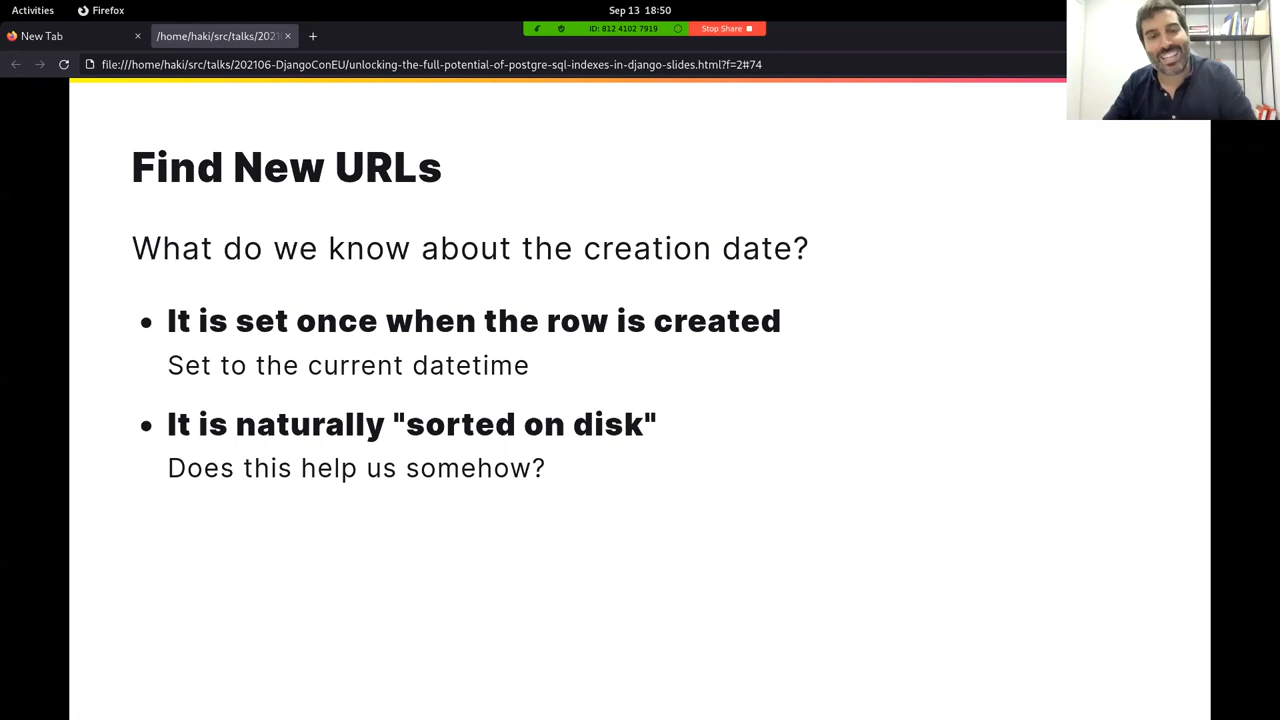 Activities
Firefox
Sep 13 18:50
New Tab
/home/haki/src/talks/2021
ID: 812 4102 7919
Stop Share
file:///home/haki/src/talks/202106-DjangoConEU/unlocking-the-full-potential-of-postgre-sql-indexes-in-django-slides.html?f=2#74
Find New URLs
What do we know about the creation date?
• It is set once when the row is created
Set to the current datetime
• It is naturally "sorted on disk"
Does this help us somehow?